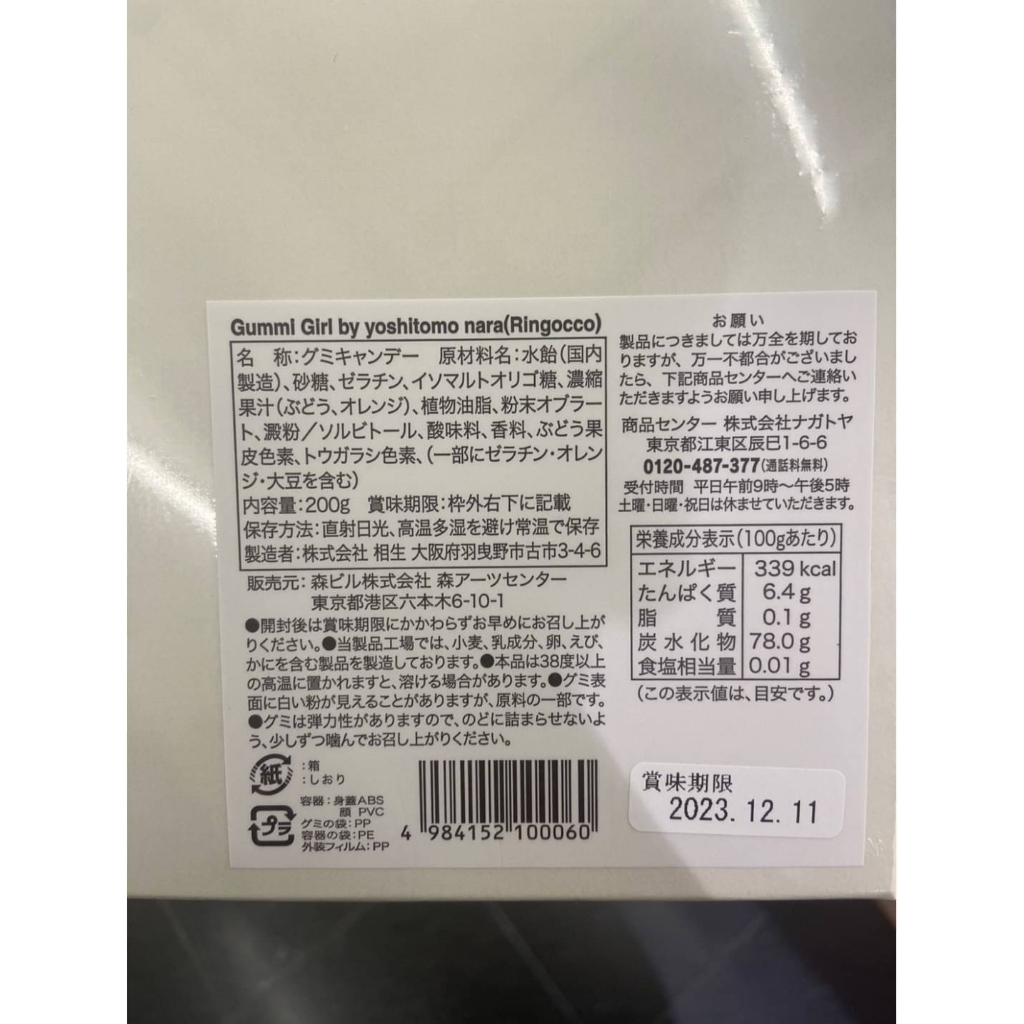 Gummi Girl by yoshitomo nara(Ringocco)
名　称：グミキャンデー　原材料名：水飴（国内
製造）、砂糖、ゼラチン、イソマルトオリゴ糖、濃縮
果汁（ぶどう、オレンジ）、植物油脂、粉末オブラー
ト、澱粉／ソルビトール、酸味料、香料、ぶどう果
皮色素、トウガラシ色素、（一部にゼラチン・オレン
ジ・大豆を含む）
内容量：200g　賞味期限：枠外右下に記載
保存方法：直射日光、高温多湿を避け常温で保存
製造者：株式会社 相生 大阪府羽曳野市古市3-4-6
販売元：森ビル株式会社 森アーツセンター
東京都港区六本木6-10-1
●開封後は賞味期限にかかわらずお早めにお召し上が
りください。●当製品工場では、小麦、乳成分、卵、えび、
かにを含む製品を製造しております。●本品は38度以上
の高温に置かれますと、溶ける場合があります。●グミ表
面に白い粉が見えることがありますが、原料の一部です。
●グミは弾力性がありますので、のどに詰まらせないよ
う、少しずつ噛んでお召し上がりください。
紙
：箱
：しおり
プラ
容器：身蓋ABS
顔 PVC
グミの袋：PP
容器の袋：PE
外装フィルム：PP
4 984152 100060
お願い
製品につきましては万全を期してお
りますが、万一不都合がございまし
たら、下記商品センターへご連絡い
ただきますようお願い申し上げます。
商品センター 株式会社ナガトヤ
東京都江東区辰巳1-6-6
0120-487-377（通話料無料）
受付時間　平日午前9時〜午後5時
土曜・日曜・祝日は休ませていただきます。
栄養成分表示（100gあたり）
エネルギー 339 kcal
たんぱく質 6.4 g
脂　　質 0.1 g
炭水化物 78.0 g
食塩相当量 0.01 g
（この表示値は、目安です。）
賞味期限
2023.12.11